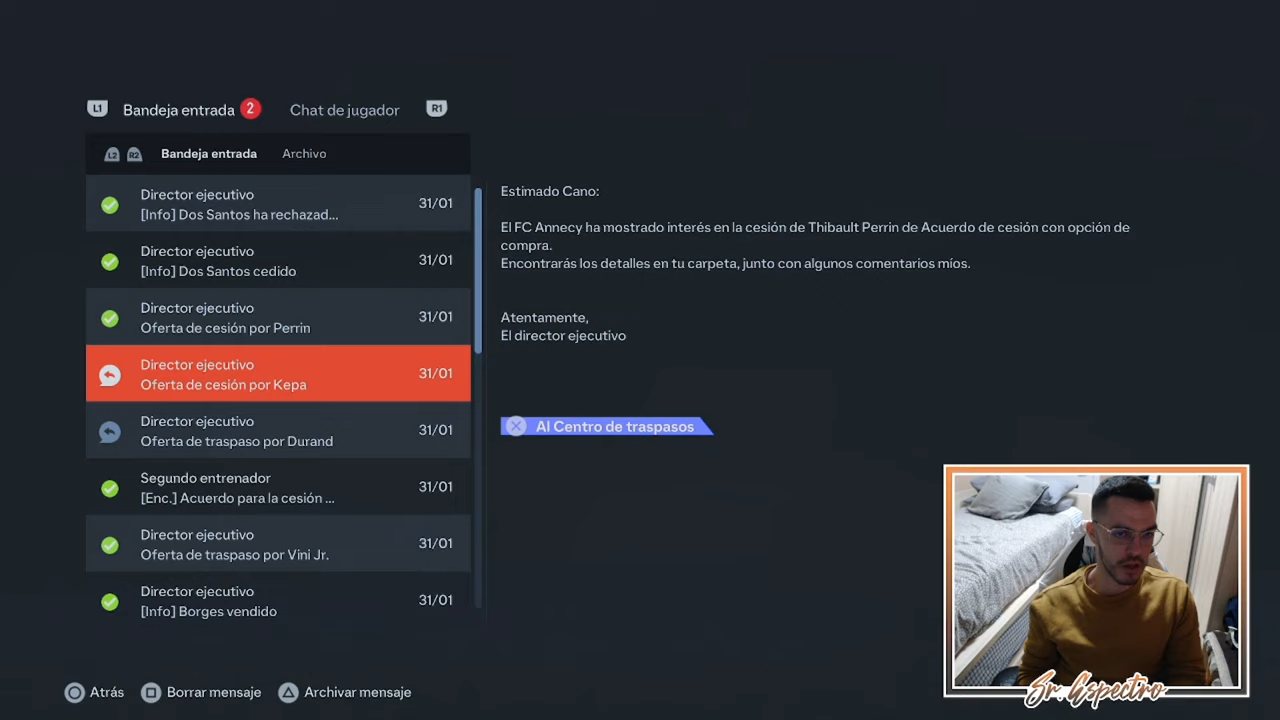 L1 Bandeja entrada 2 Chat de jugador R1
L2 R2 Bandeja entrada Archivo
Director ejecutivo
[Info] Dos Santos ha rechazad... 31/01
Director ejecutivo
[Info] Dos Santos cedido 31/01
Director ejecutivo
Oferta de cesión por Perrin 31/01
Director ejecutivo
Oferta de cesión por Kepa 31/01
Director ejecutivo
Oferta de traspaso por Durand 31/01
Segundo entrenador
[Enc.] Acuerdo para la cesión ... 31/01
Director ejecutivo
Oferta de traspaso por Vini Jr. 31/01
Director ejecutivo
[Info] Borges vendido 31/01
Estimado Cano:
El FC Annecy ha mostrado interés en la cesión de Thibault Perrin de Acuerdo de cesión con opción de
compra.
Encontrarás los detalles en tu carpeta, junto con algunos comentarios míos.
Atentamente,
El director ejecutivo
Al Centro de traspasos
Sr. Aspectro
Atrás Borrar mensaje Archivar mensaje